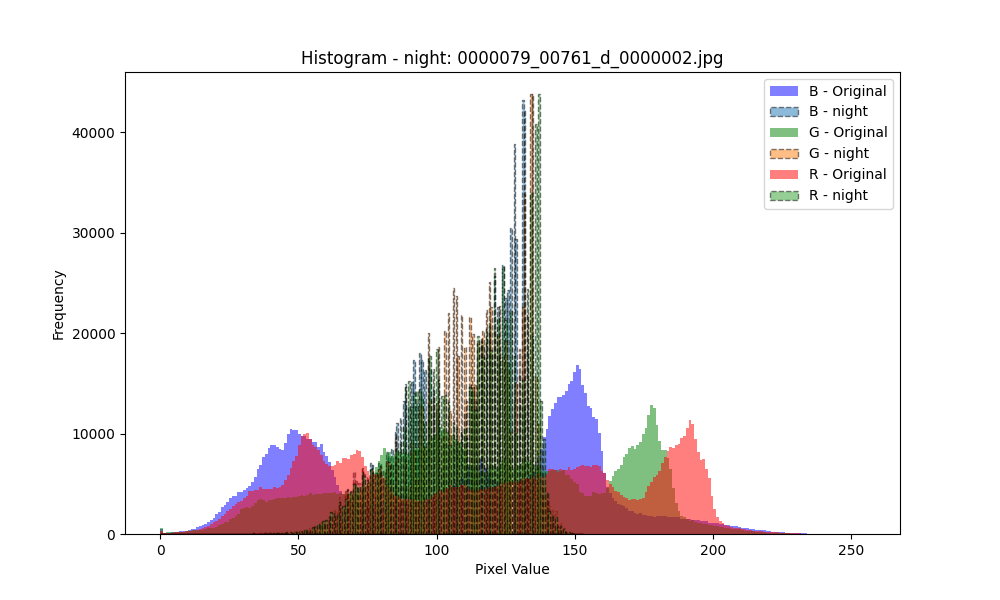 Histogram - night: 0000079_00761_d_0000002.jpg
B - Original
B - night
G - Original
G - night
R - Original
R - night
Frequency
40000
30000
20000
10000
0
0 50 100 150 200 250
Pixel Value